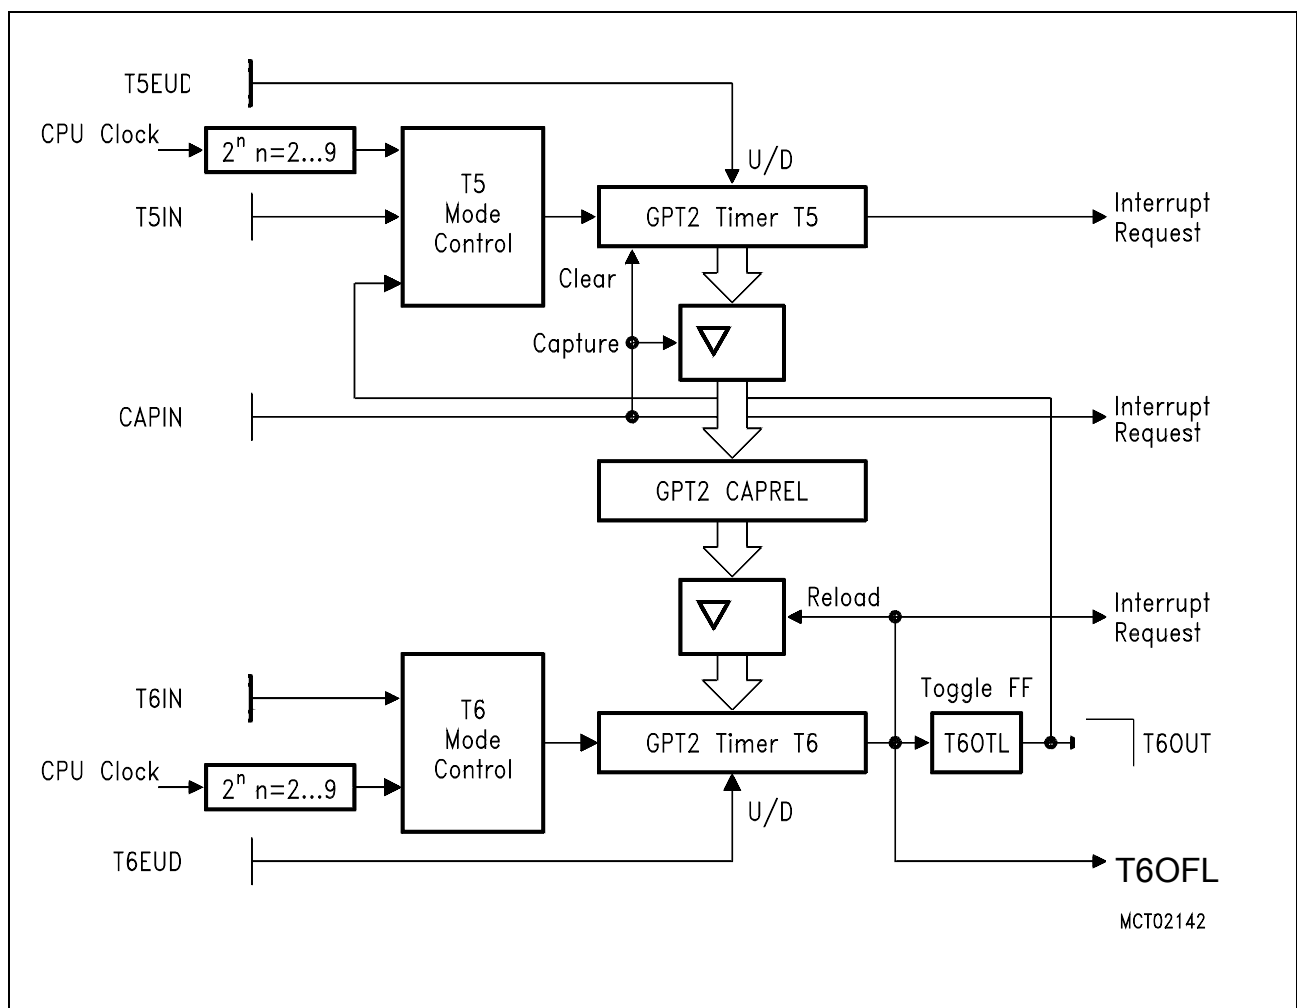 T5EUD
CPU Clock
2ⁿ n=2...9
U/D
T5IN
T5
Mode
Control
GPT2 Timer T5
Interrupt
Request
Clear
Capture
CAPIN
Interrupt
Request
GPT2 CAPREL
Reload
Interrupt
Request
T6IN
T6
Mode
Control
Toggle FF
GPT2 Timer T6
T6OTL
T6OUT
CPU Clock
2ⁿ n=2...9
U/D
T6EUD
T6OFL
MCT02142